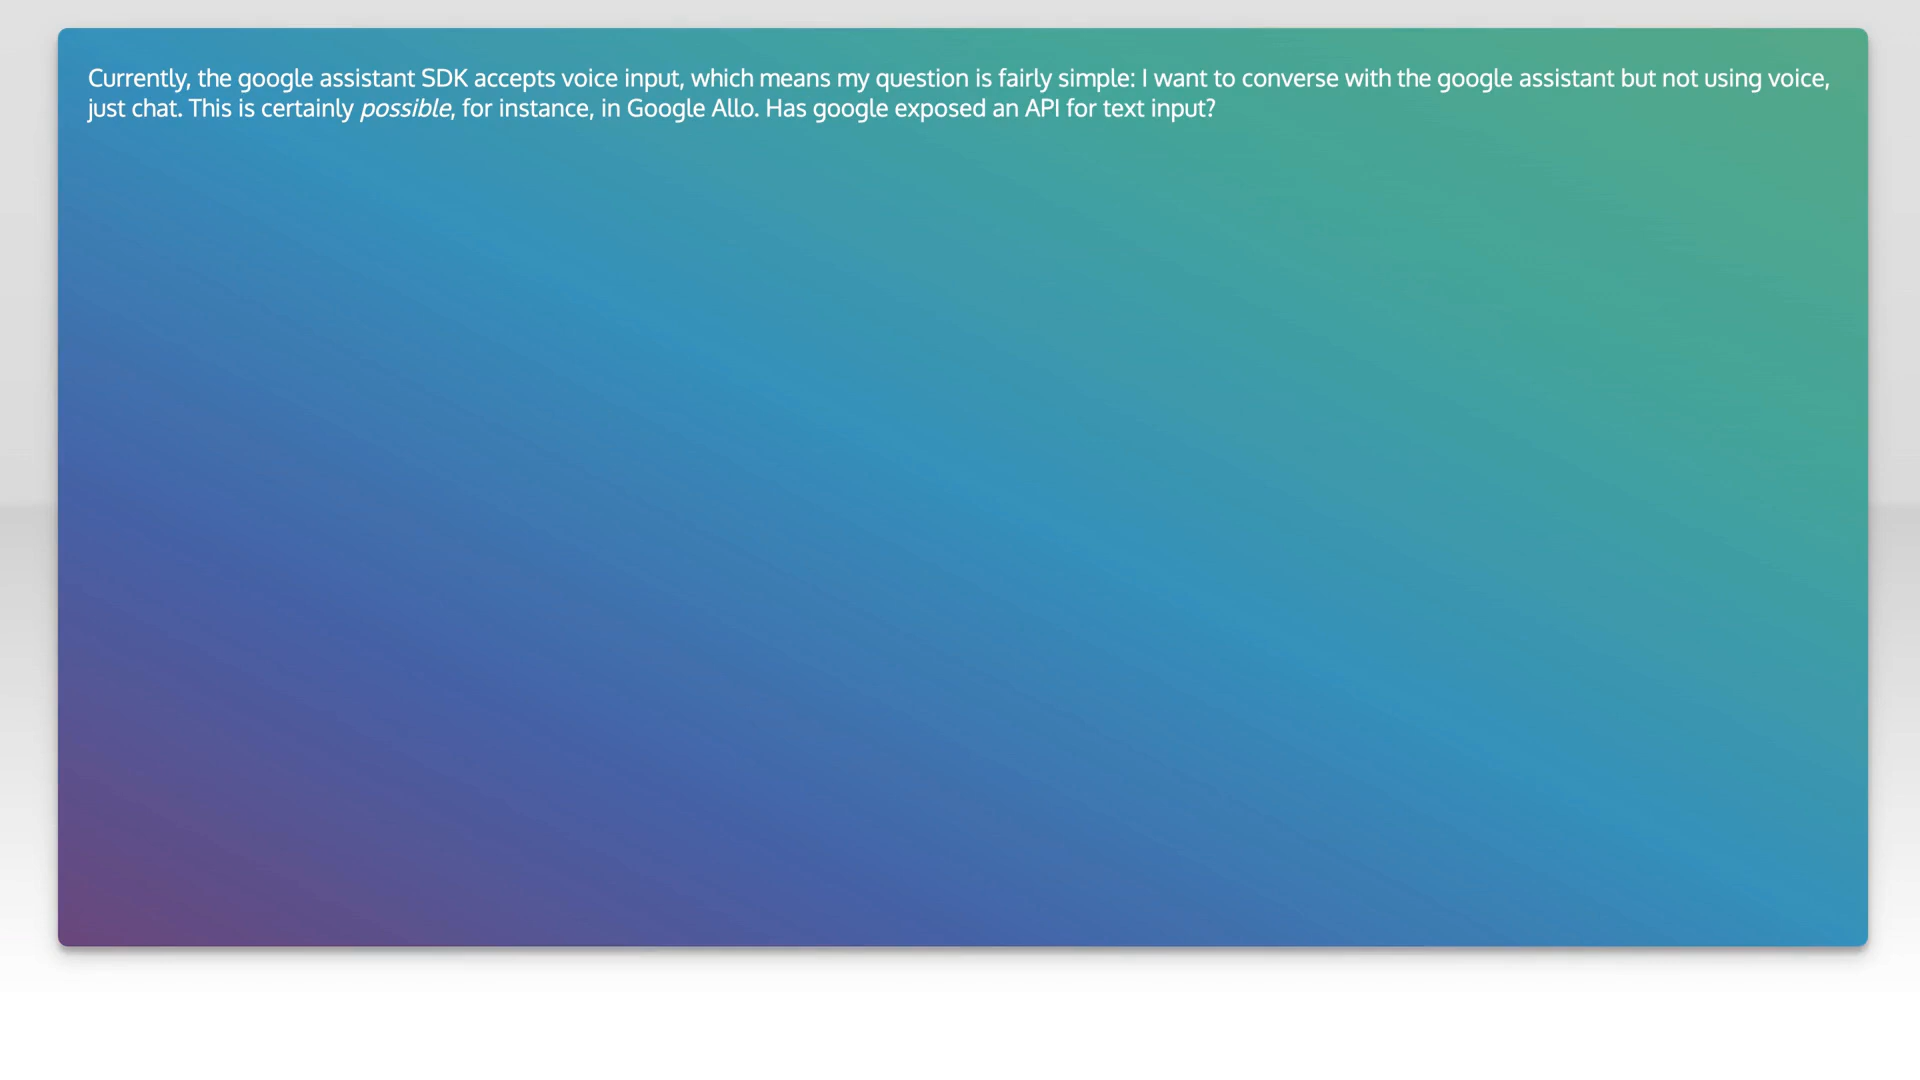 Currently, the google assistant SDK accepts voice input, which means my question is fairly simple: I want to converse with the google assistant but not using voice,
just chat. This is certainly possible, for instance, in Google Allo. Has google exposed an API for text input?